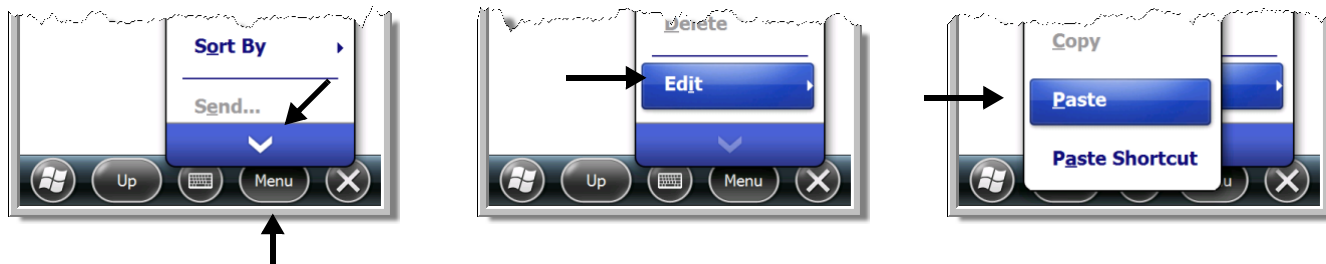 Sort By
Send...
Up
Menu
Delete
Edit
Up
Menu
Copy
Paste
Paste Shortcut
u